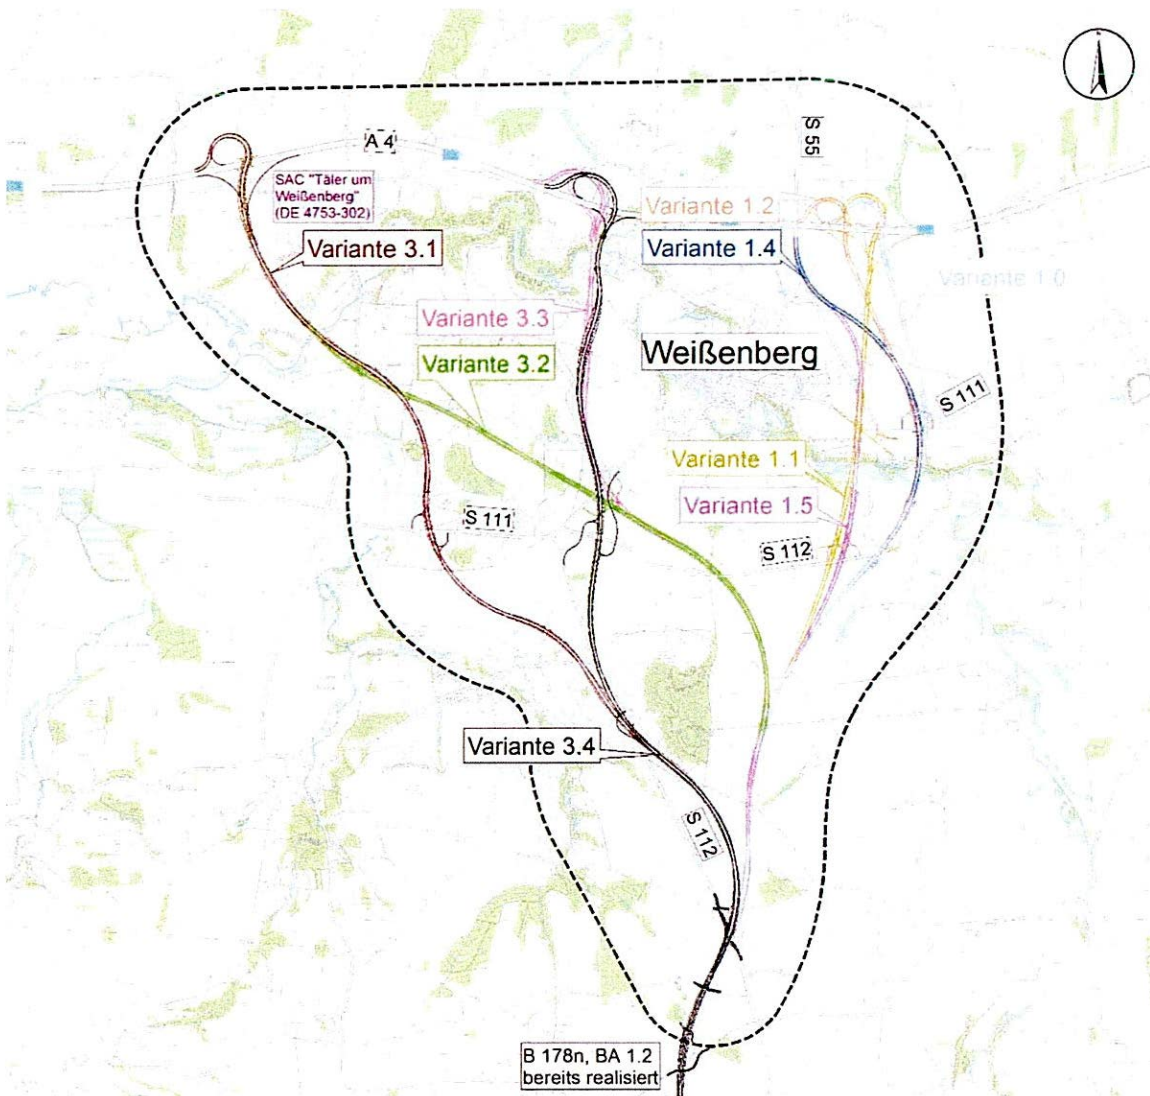 A 4
S 55
SAC "Täler um
Weißenberg"
(DE 4753-302)
Variante 1.2
Variante 3.1
Variante 1.4
Variante 1.0
Variante 3.3
Weißenberg
Variante 3.2
S 111
Variante 1.1
Variante 1.5
S 111
S 112
Variante 3.4
S 112
B 178n, BA 1.2
bereits realisiert